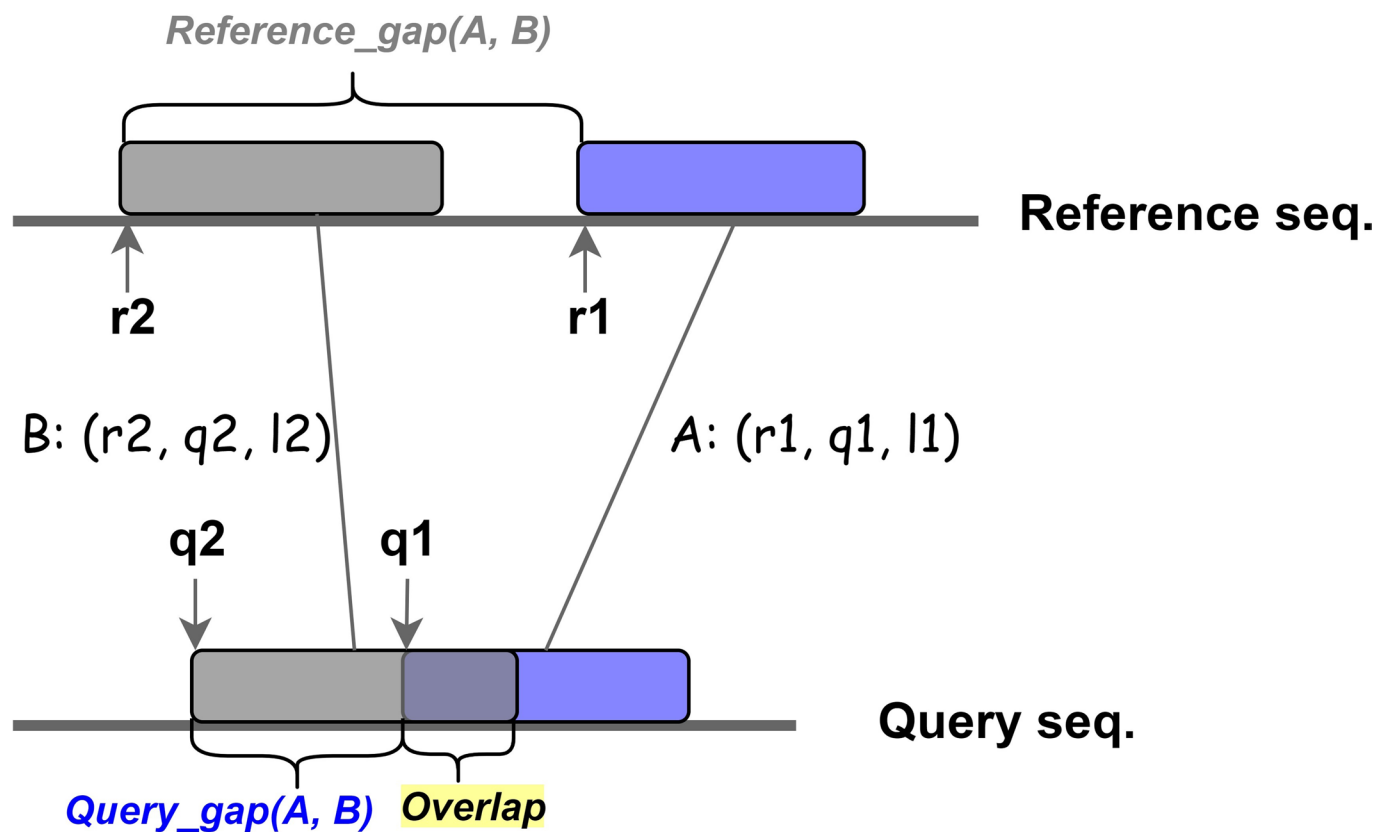 Reference_gap(A, B)
Reference seq.
r2
r1
B: (r2, q2, l2)
A: (r1, q1, l1)
q2
q1
Query seq.
Query_gap(A, B)
Overlap